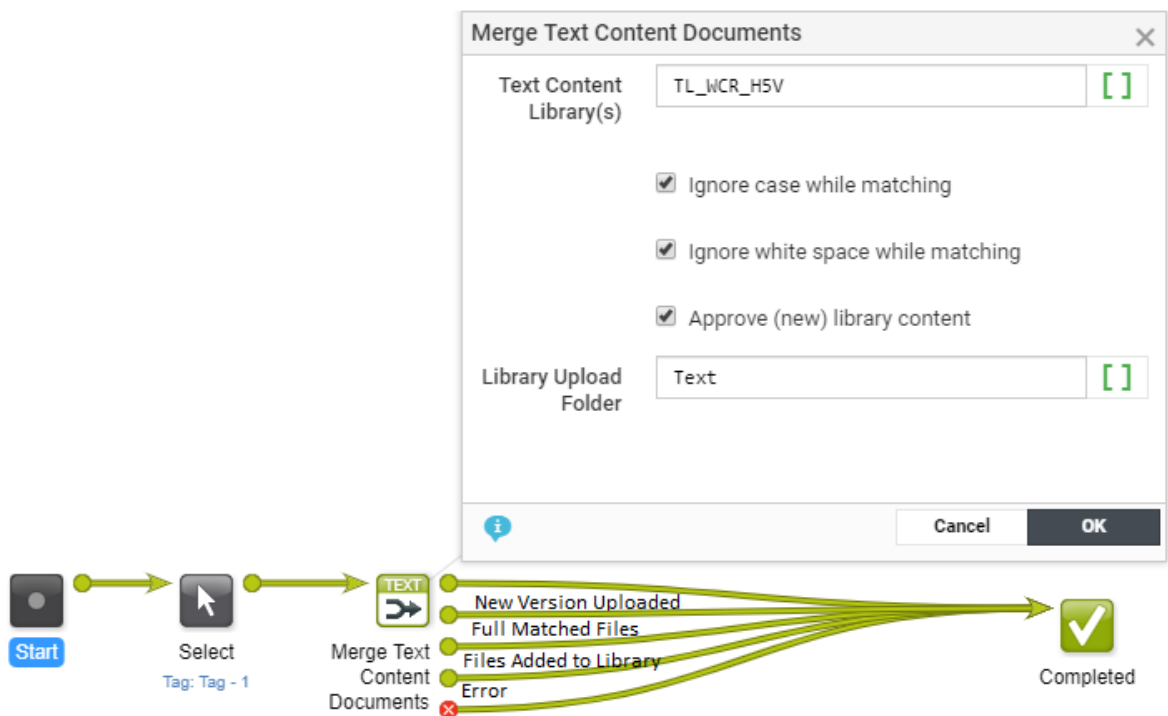 Merge Text Content Documents
Text Content
Library(s)
TL_WCR_H5V
[]
Ignore case while matching
Ignore white space while matching
Approve (new) library content
Library Upload
Folder
Text
[]
i
Cancel
OK
TEXT
New Version Uploaded
Full Matched Files
Files Added to Library
Error
Start
Select
Tag: Tag - 1
Merge Text
Content
Documents
Completed